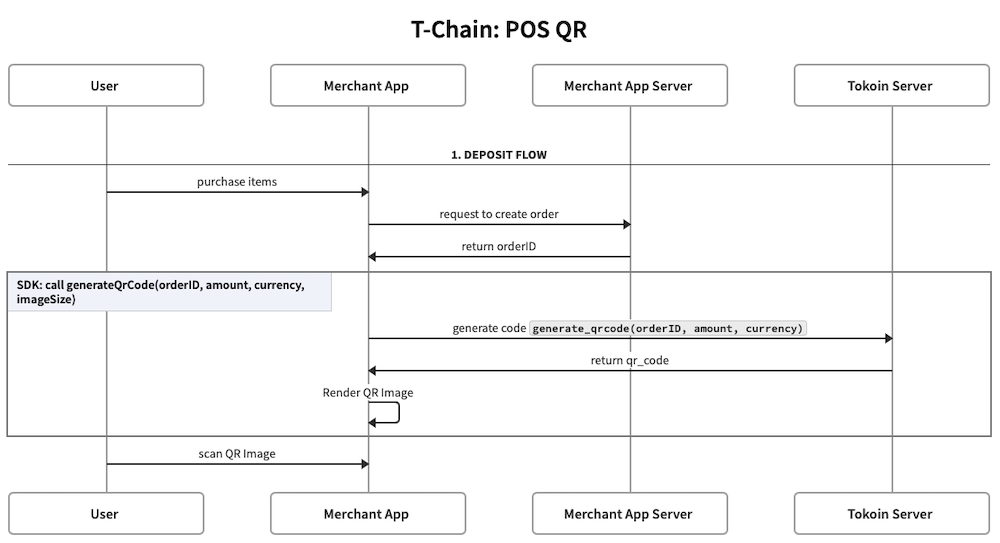 T-Chain: POS QR
User
Merchant App
Merchant App Server
Tokoin Server
1. DEPOSIT FLOW
purchase items
request to create order
return orderID
SDK: call generateQrCode(orderID, amount, currency,
imageSize)
generate code generate_qrcode(orderID, amount, currency)
return qr_code
Render QR Image
scan QR Image
User
Merchant App
Merchant App Server
Tokoin Server